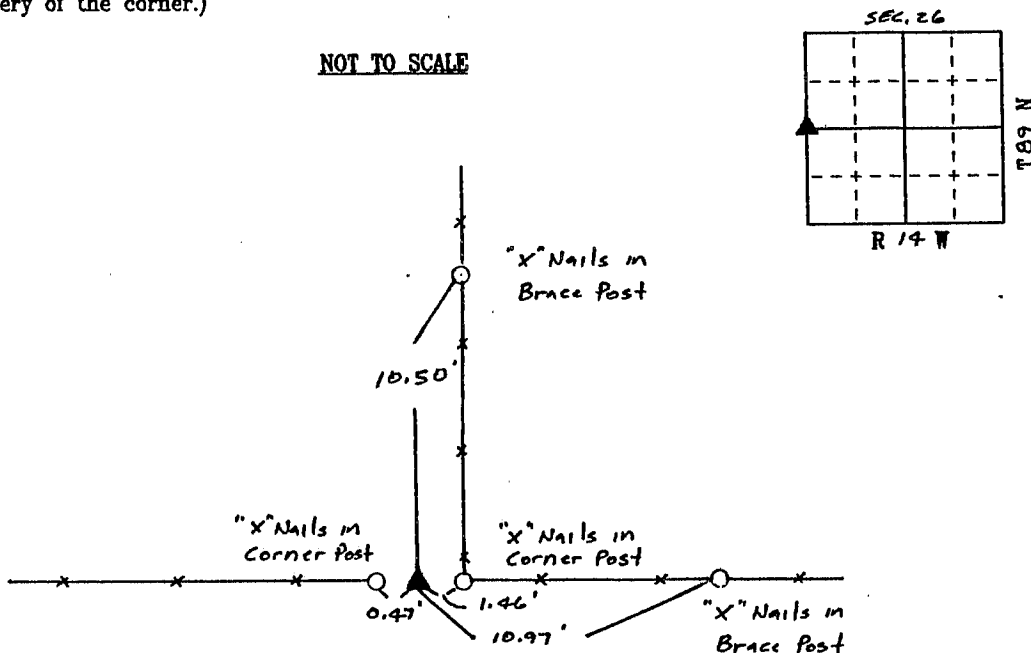 ery of the corner.)
NOT TO SCALE
SEC. 26
T89 N
R 14 W
"X" Nails in
Brace Post
10.50'
"X" Nails in
Corner Post
"X" Nails in
Corner Post
0.47'
1.46'
10.97'
"X" Nails in
Brace Post